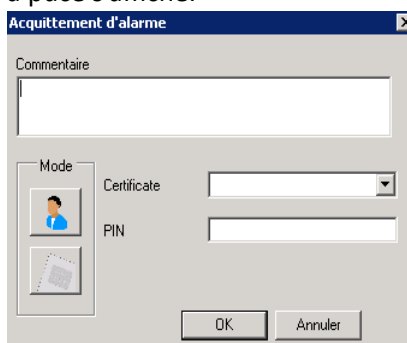 Acquittement d'alarme
Commentaire
Mode
Certificate
PIN
OK Annuler